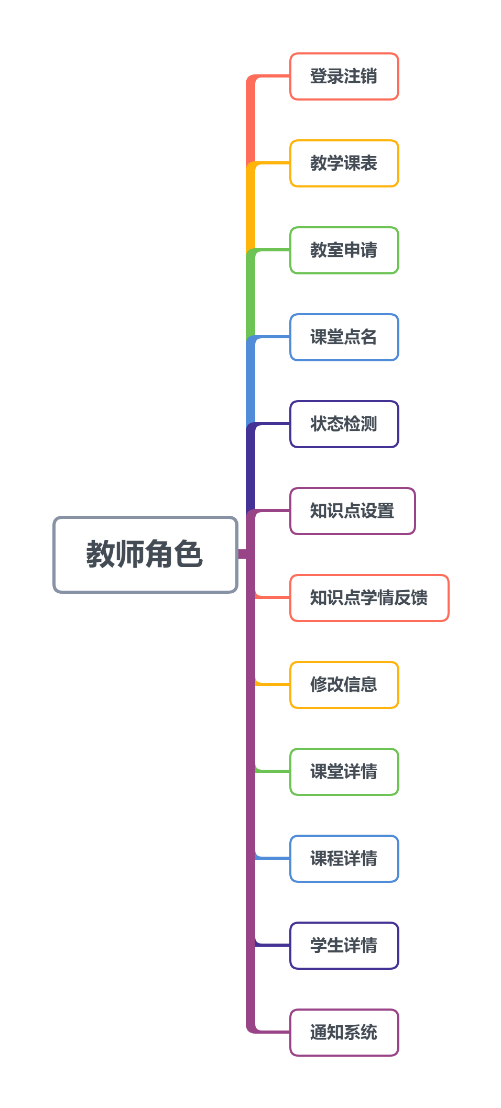 登录注销
教学课表
教室申请
课堂点名
状态检测
知识点设置
教师角色
知识点学情反馈
修改信息
课堂详情
课程详情
学生详情
通知系统